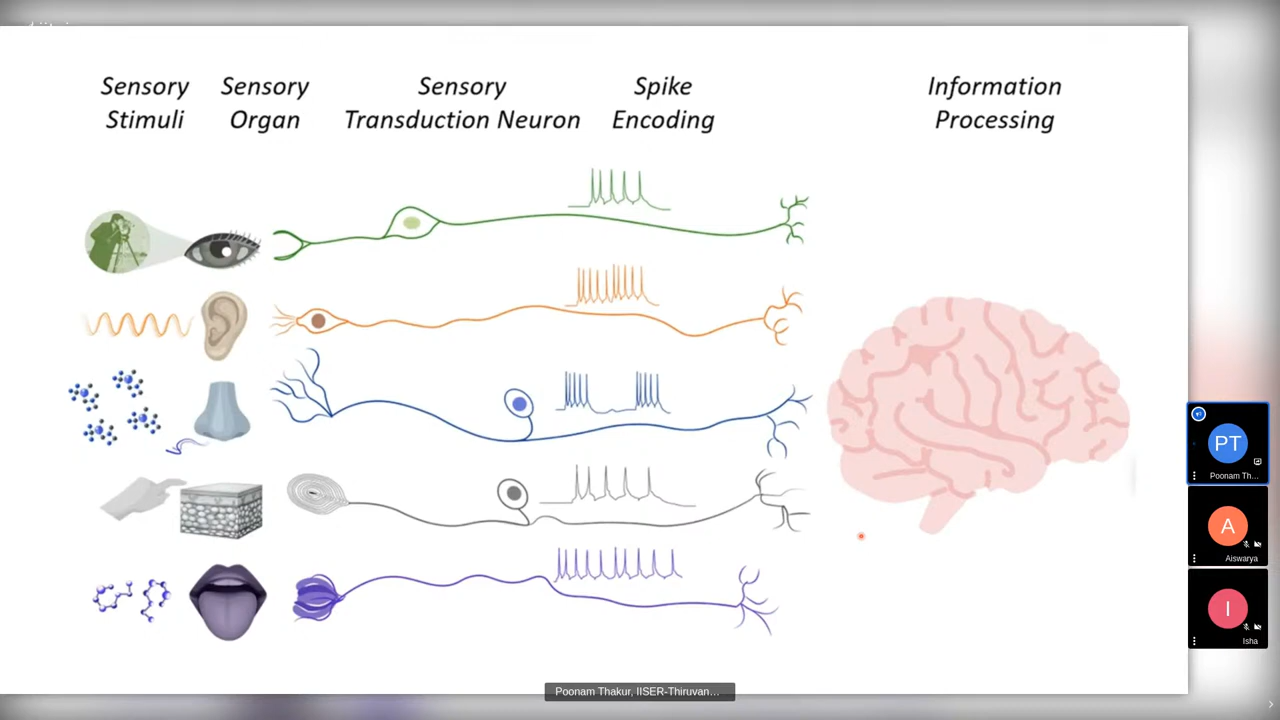 Sensory Stimuli
Sensory Organ
Sensory Transduction Neuron
Spike Encoding
Information Processing
PT
Poonam Th...
A
Aiswarya
I
Isha
Poonam Thakur, IISER-Thiruvan...